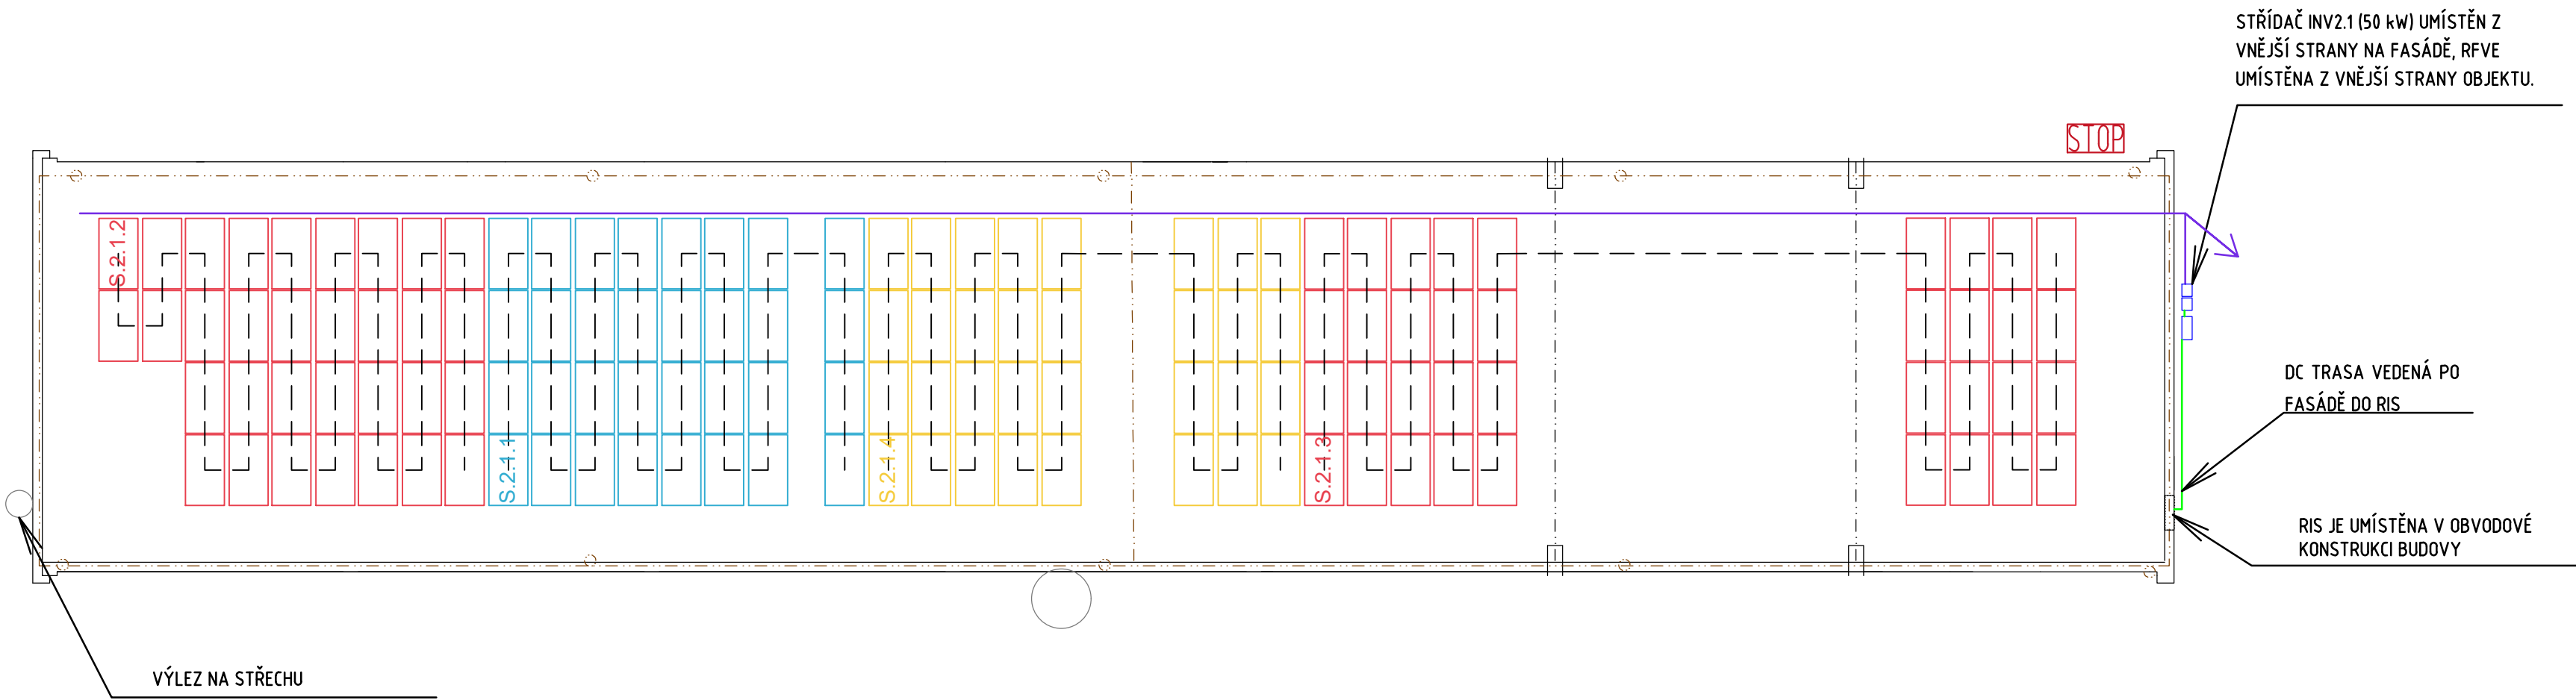 STŘÍDAČ INV2.1 (50 kW) UMÍSTĚN Z
VNĚJŠÍ STRANY NA FASÁDĚ, RFVE
UMÍSTĚNA Z VNĚJŠÍ STRANY OBJEKTU.
STOP
S.2.1.2
S.2.1.1
S.2.1.4
S.2.1.3
DC TRASA VEDENÁ PO
FASÁDĚ DO RIS
RIS JE UMÍSTĚNA V OBVODOVÉ
KONSTRUKCI BUDOVY
VÝLEZ NA STŘECHU